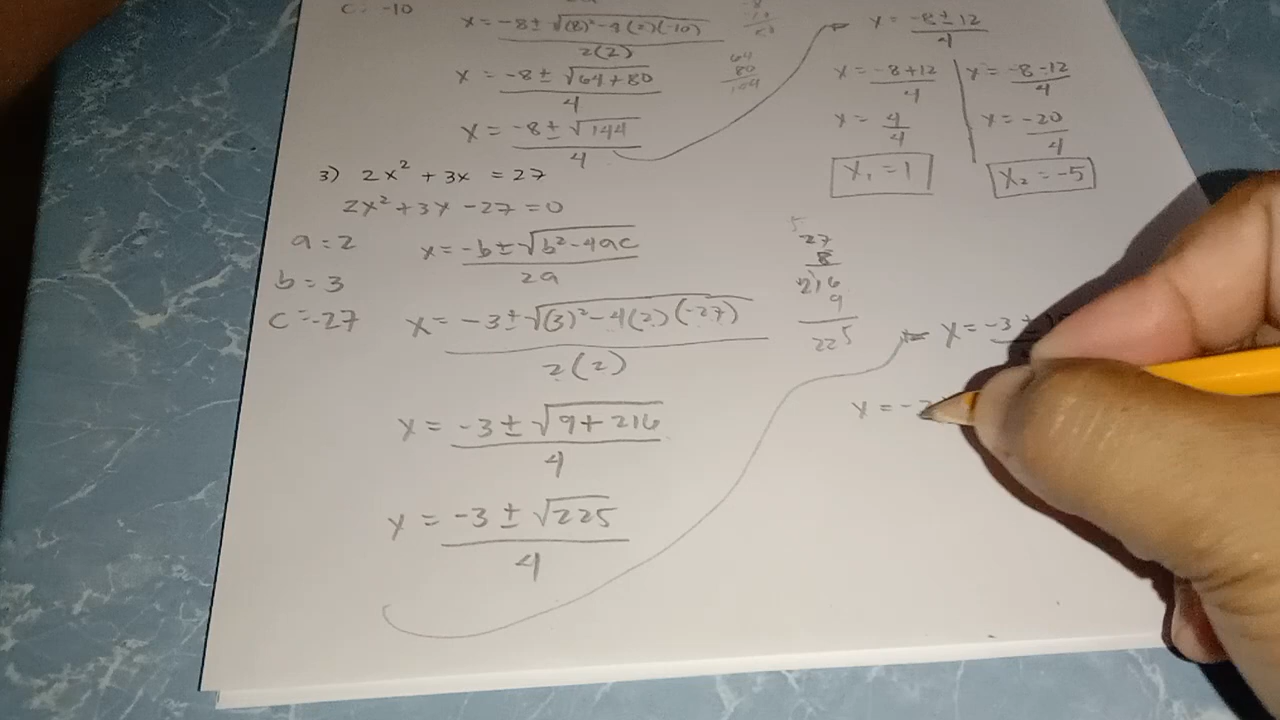 c = -10
x = -8 ± √(8)² - 4(2)(-10)
2(2)
x = -8 ± √64+80
4
x = -8 ± √144
4
64
80
144
x = -8 ± 12
4
x = -8+12
4
x = 4
4
x₁ = 1
x = -8-12
4
x = -20
4
x₂ = -5
3) 2x² + 3x = 27
2x² + 3x - 27 = 0
a = 2
b = 3
c = -27
x = -b ± √b² - 4ac
2a
x = -3 ± √(3)² - 4(2)(-27)
2(2)
x = -3 ± √9 + 216
4
x = -3 ± √225
4
27
8
216
9
225
x = -3 ±
x = -3